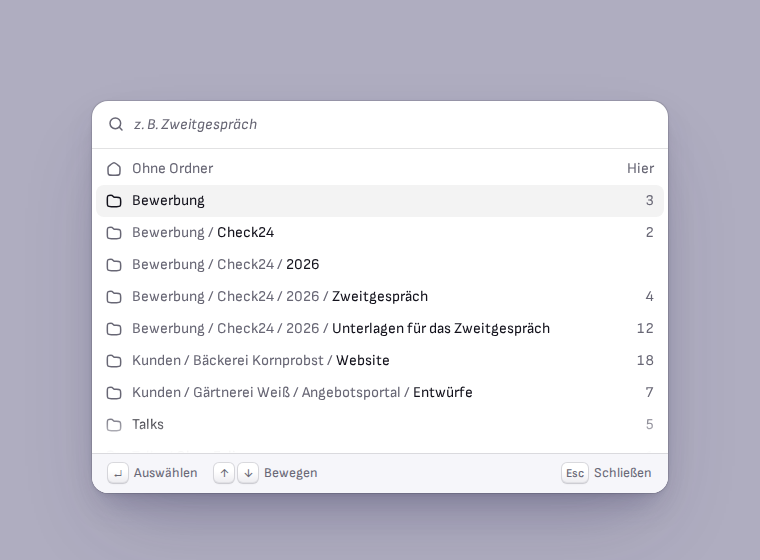 z. B. Zweitgespräch
Ohne Ordner Hier
Bewerbung 3
Bewerbung / Check24 2
Bewerbung / Check24 / 2026
Bewerbung / Check24 / 2026 / Zweitgespräch 4
Bewerbung / Check24 / 2026 / Unterlagen für das Zweitgespräch 12
Kunden / Bäckerei Kornprobst / Website 18
Kunden / Gärtnerei Weiß / Angebotsportal / Entwürfe 7
Talks 5
↵ Auswählen ↑ ↓ Bewegen Esc Schließen